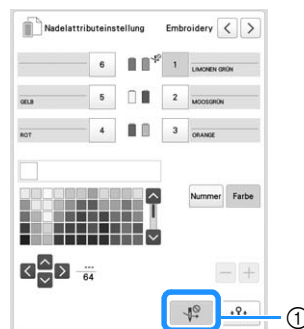 Nadelattributeinstellung Embroidery
6 1 LIMONEN GRÜN
GELB 5 2 MOOSGRÜN
ROT 4 3 ORANGE
Nummer Farbe
---
64
− +
①